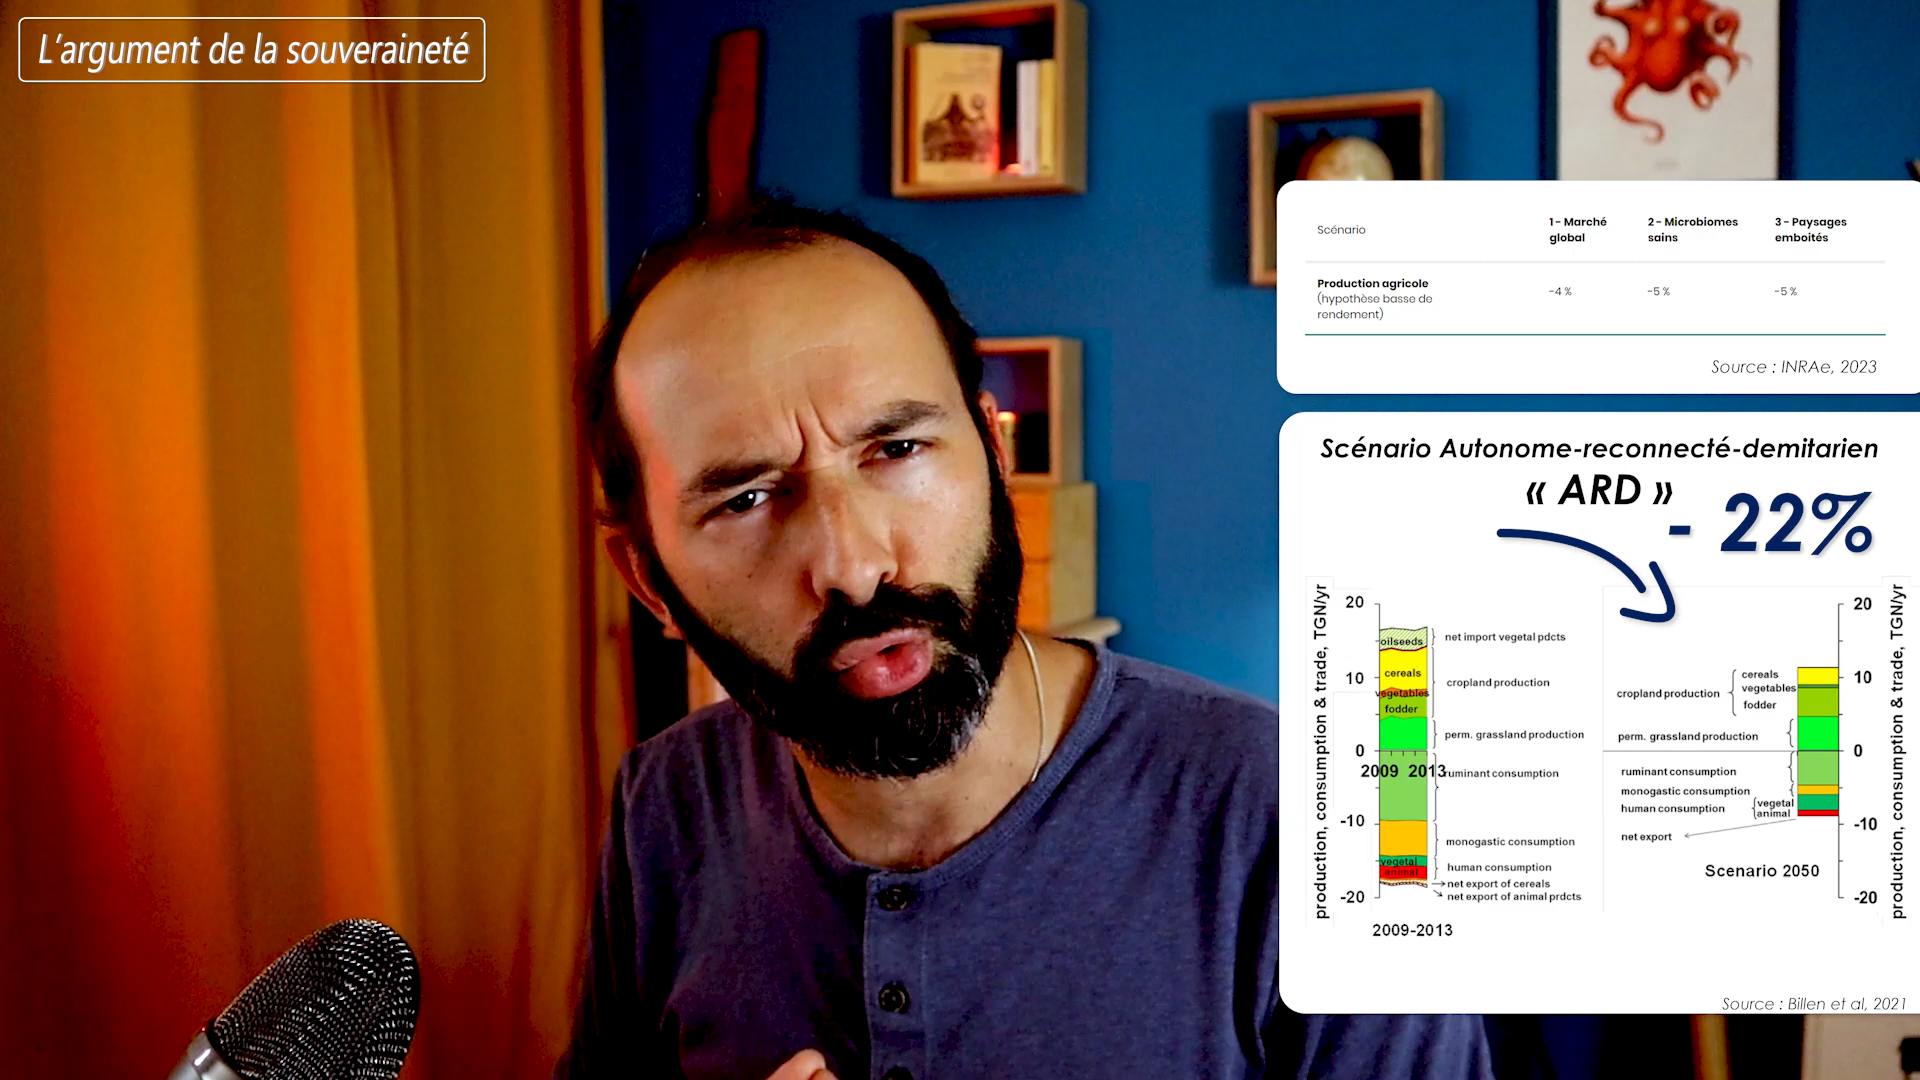 L'argument de la souveraineté
Scénario
1 - Marché global
2 - Microbiomes sains
3 - Paysages emboités
Production agricole
(hypothèse basse de
rendement)
-4 %
-5 %
-5 %
Source : INRAe, 2023
Scénario Autonome-reconnecté-demitarien
« ARD »
- 22%
production, consumption & trade, TGN/yr
20
10
0
-10
-20
oilseeds
cereals
vegetables
fodder
2009 2013
vegetal
animal
net import vegetal pdcts
cropland production
perm. grassland production
ruminant consumption
monogastic consumption
human consumption
net export of cereals
net export of animal prdcts
2009-2013
cropland production
cereals
vegetables
fodder
perm. grassland production
ruminant consumption
monogastic consumption
human consumption
vegetal
animal
net export
Scenario 2050
20
10
0
-10
-20
production, consumption & trade, TGN/yr
Source : Billen et al, 2021